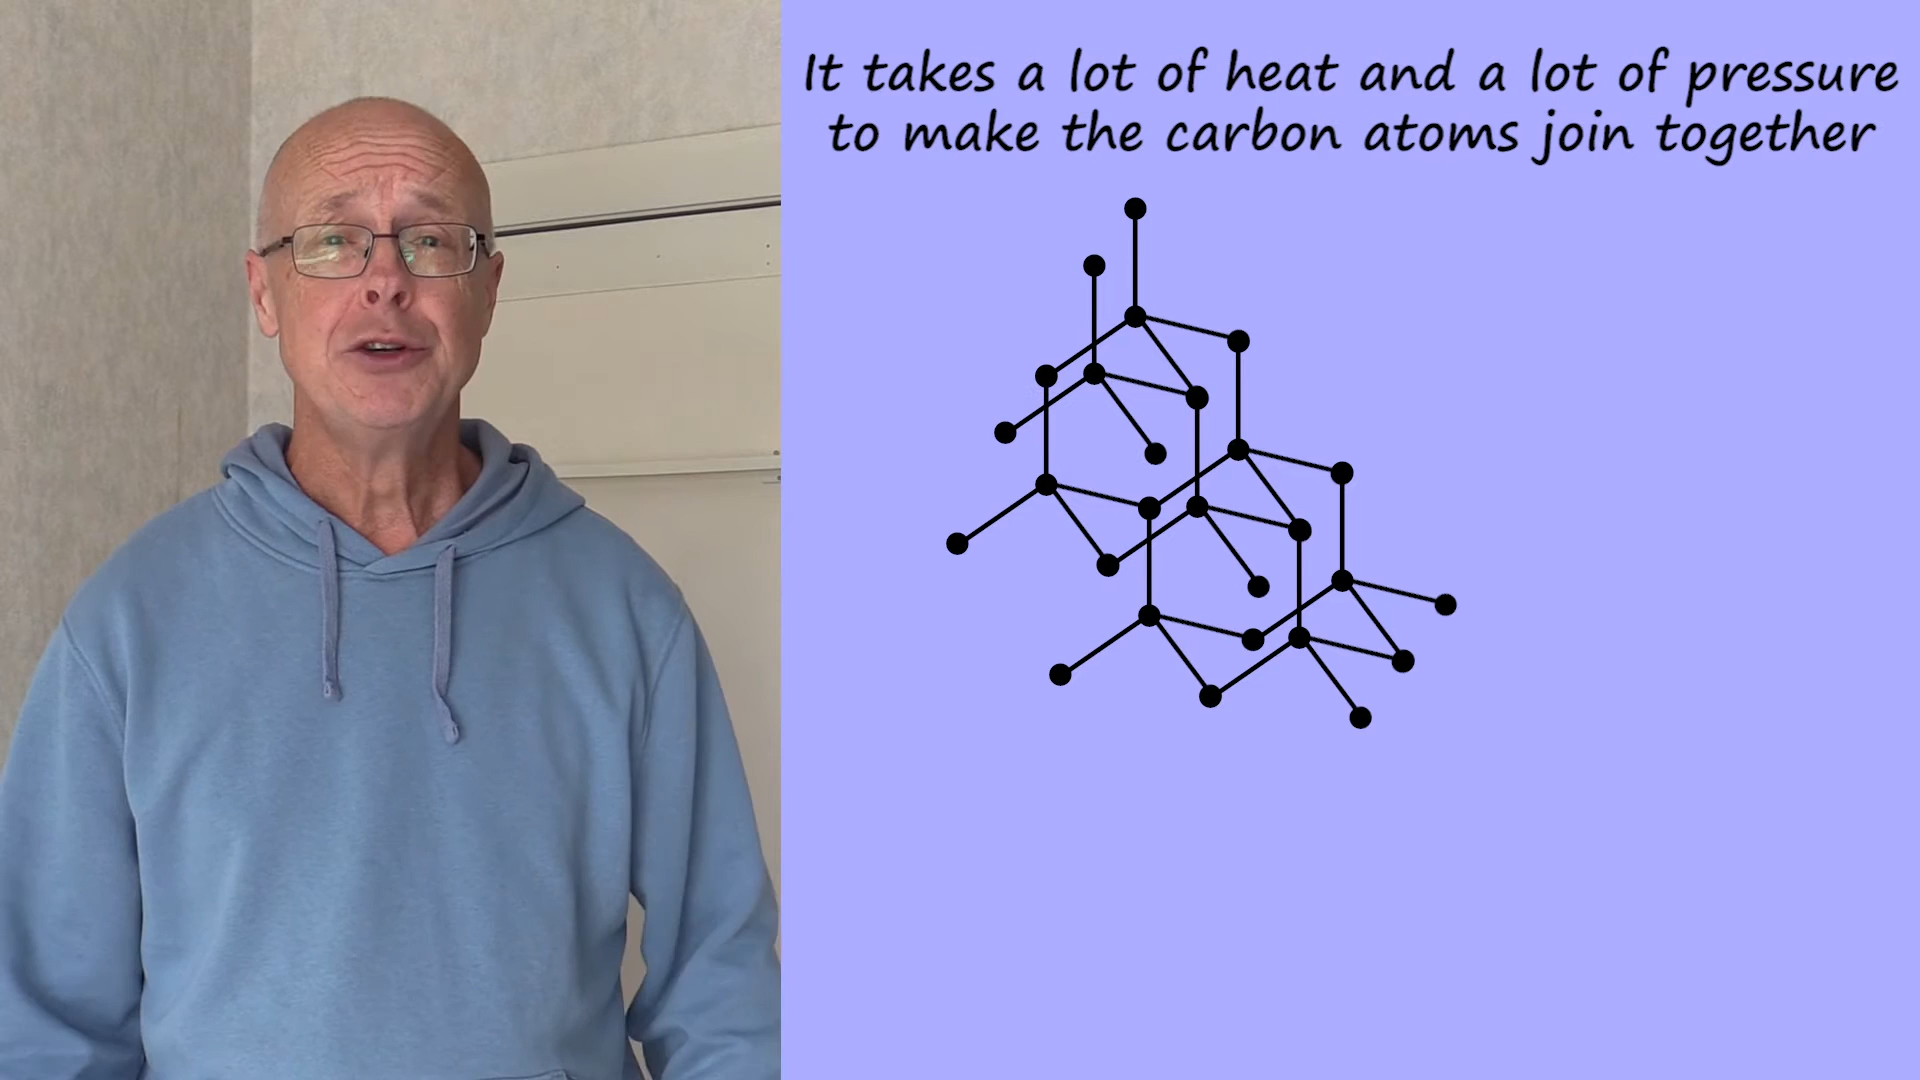 It takes a lot of heat and a lot of pressure
to make the carbon atoms join together